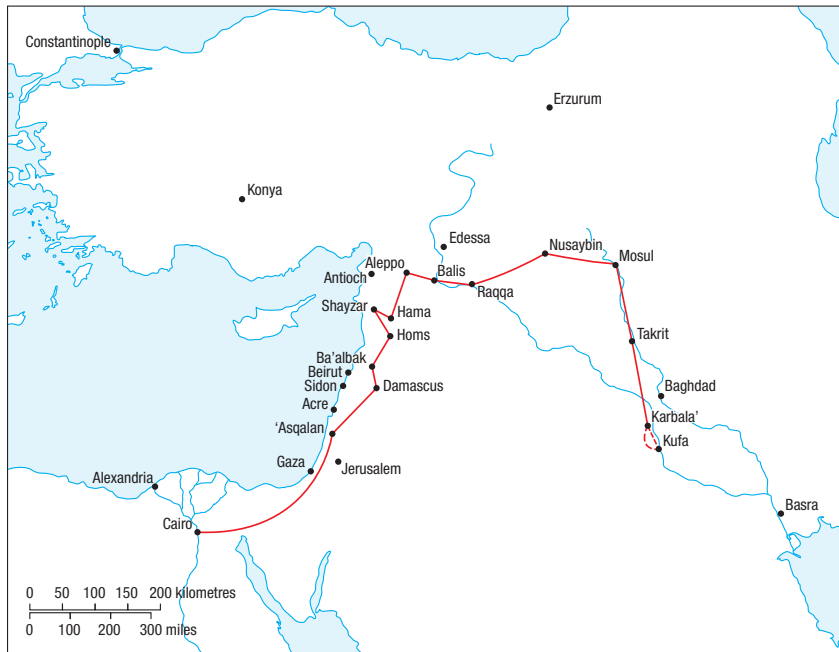 Constantinople
Erzurum
Konya
Edessa
Nusaybin
Mosul
Aleppo
Antioch
Balis
Raqqa
Shayzar
Hama
Homs
Takrit
Ba'albak
Beirut
Sidon
Damascus
Baghdad
Acre
Karbala'
'Asqalan
Kufa
Gaza
Jerusalem
Alexandria
Basra
Cairo
0 50 100 150 200 kilometres
0 100 200 300 miles